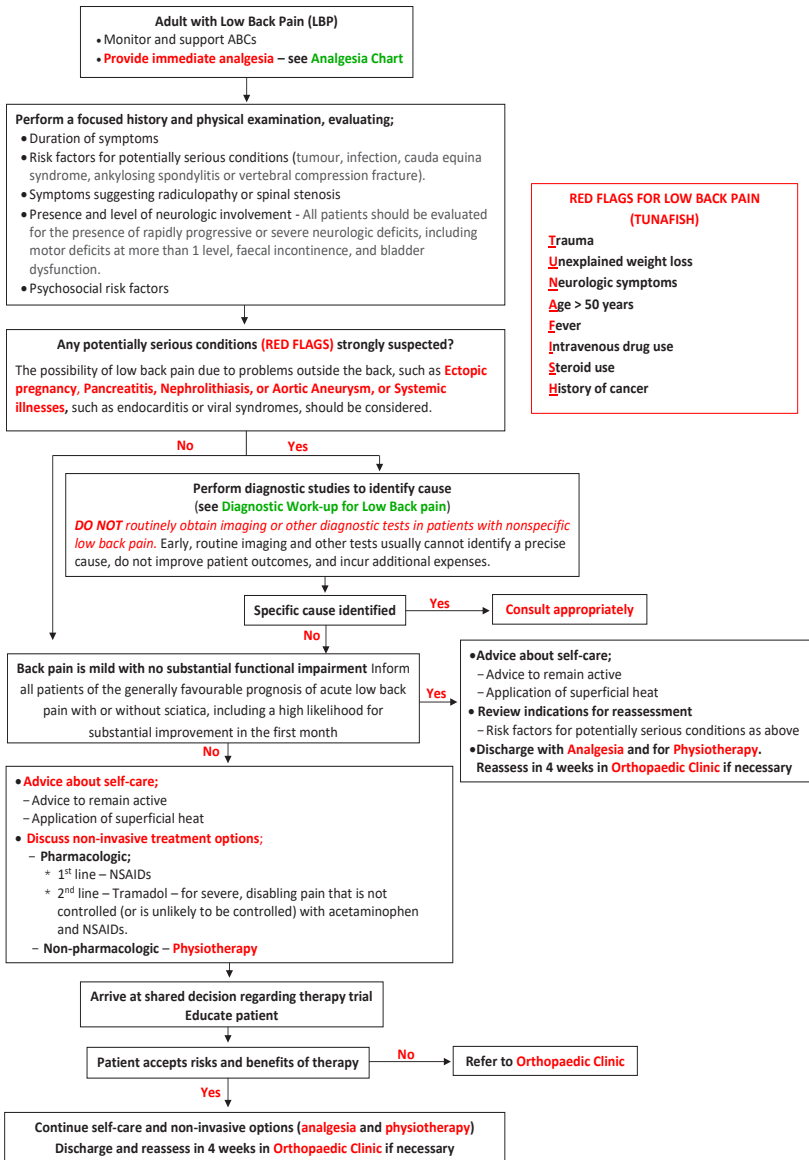 Adult with Low Back Pain (LBP)
• Monitor and support ABCs
• Provide immediate analgesia – see Analgesia Chart
Perform a focused history and physical examination, evaluating;
• Duration of symptoms
• Risk factors for potentially serious conditions (tumour, infection, cauda equina
syndrome, ankylosing spondylitis or vertebral compression fracture).
• Symptoms suggesting radiculopathy or spinal stenosis
• Presence and level of neurologic involvement - All patients should be evaluated
for the presence of rapidly progressive or severe neurologic deficits, including
motor deficits at more than 1 level, faecal incontinence, and bladder
dysfunction.
• Psychosocial risk factors
RED FLAGS FOR LOW BACK PAIN
(TUNAFISH)
Trauma
Unexplained weight loss
Neurologic symptoms
Age > 50 years
Fever
Intravenous drug use
Steroid use
History of cancer
Any potentially serious conditions (RED FLAGS) strongly suspected?
The possibility of low back pain due to problems outside the back, such as Ectopic
pregnancy, Pancreatitis, Nephrolithiasis, or Aortic Aneurysm, or Systemic
illnesses, such as endocarditis or viral syndromes, should be considered.
No
Yes
Perform diagnostic studies to identify cause
(see Diagnostic Work-up for Low Back pain)
DO NOT routinely obtain imaging or other diagnostic tests in patients with nonspecific
low back pain. Early, routine imaging and other tests usually cannot identify a precise
cause, do not improve patient outcomes, and incur additional expenses.
Specific cause identified
Yes
Consult appropriately
No
Back pain is mild with no substantial functional impairment Inform
all patients of the generally favourable prognosis of acute low back
pain with or without sciatica, including a high likelihood for
substantial improvement in the first month
Yes
•Advice about self-care;
– Advice to remain active
– Application of superficial heat
• Review indications for reassessment
– Risk factors for potentially serious conditions as above
•Discharge with Analgesia and for Physiotherapy.
Reassess in 4 weeks in Orthopaedic Clinic if necessary
No
•Advice about self-care;
– Advice to remain active
– Application of superficial heat
• Discuss non-invasive treatment options;
– Pharmacologic;
* 1st line – NSAIDs
* 2nd line – Tramadol – for severe, disabling pain that is not
controlled (or is unlikely to be controlled) with acetaminophen
and NSAIDs.
– Non-pharmacologic – Physiotherapy
Arrive at shared decision regarding therapy trial
Educate patient
Patient accepts risks and benefits of therapy
No
Refer to Orthopaedic Clinic
Yes
Continue self-care and non-invasive options (analgesia and physiotherapy)
Discharge and reassess in 4 weeks in Orthopaedic Clinic if necessary